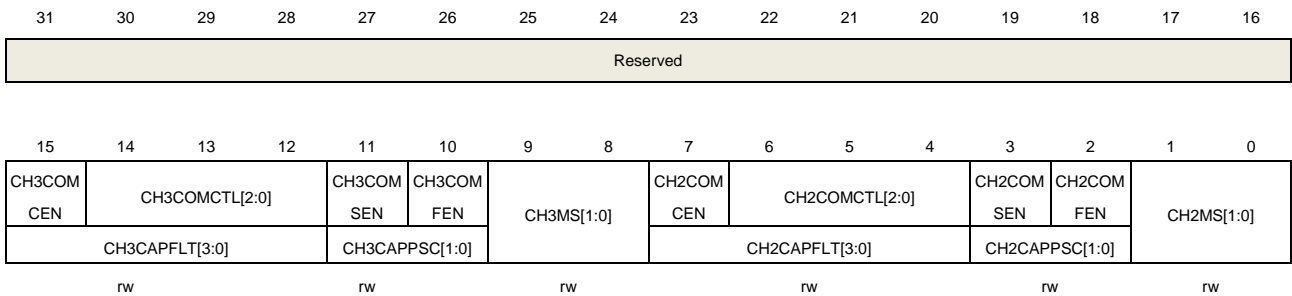 31 30 29 28 27 26 25 24 23 22 21 20 19 18 17 16
Reserved
15 14 13 12 11 10 9 8 7 6 5 4 3 2 1 0
CH3COM CEN CH3COMCTL[2:0] CH3COM SEN CH3COM FEN CH3MS[1:0] CH2COM CEN CH2COMCTL[2:0] CH2COM SEN CH2COM FEN CH2MS[1:0]
CH3CAPFLT[3:0] CH3CAPPSC[1:0] CH2CAPFLT[3:0] CH2CAPPSC[1:0]
rw rw rw rw rw rw